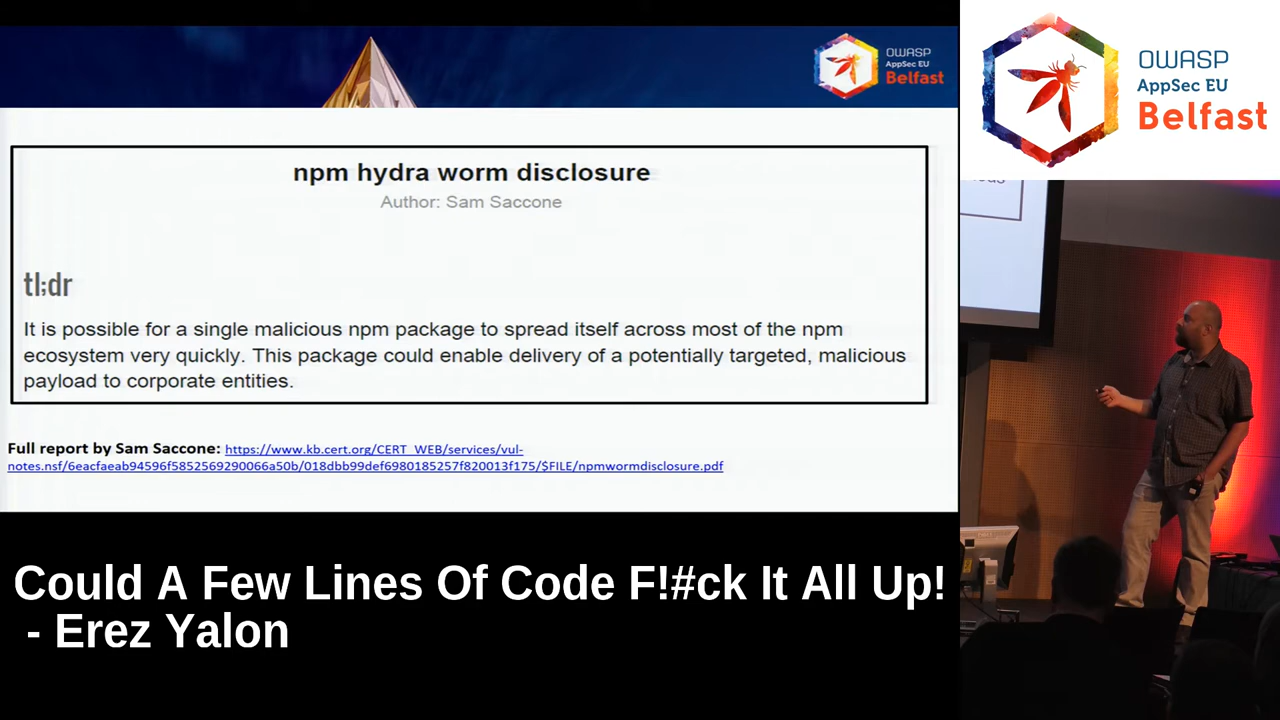 OWASP
AppSec EU
Belfast
OWASP
AppSec EU
Belfast
npm hydra worm disclosure
Author: Sam Saccone
tl;dr
It is possible for a single malicious npm package to spread itself across most of the npm
ecosystem very quickly. This package could enable delivery of a potentially targeted, malicious
payload to corporate entities.
Full report by Sam Saccone: https://www.kb.cert.org/CERT_WEB/services/vul-
notes.nsf/6eacfaeab94596f5852569290066a50b/018dbb99def6980185257f820013f175/$FILE/npmwormdisclosure.pdf
Could A Few Lines Of Code F!#ck It All Up!
- Erez Yalon